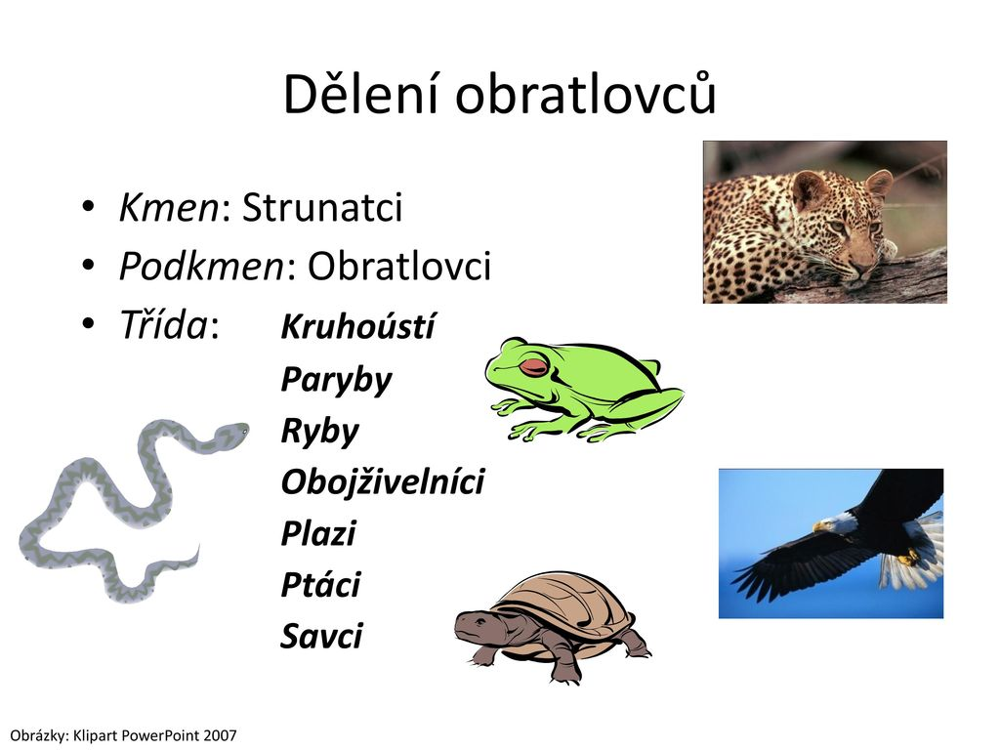 Dělení obratlovců
• Kmen: Strunatci
• Podkmen: Obratlovci
• Třída: Kruhoústí
Paryby
Ryby
Obojživelníci
Plazi
Ptáci
Savci
Obrázky: Klipart PowerPoint 2007